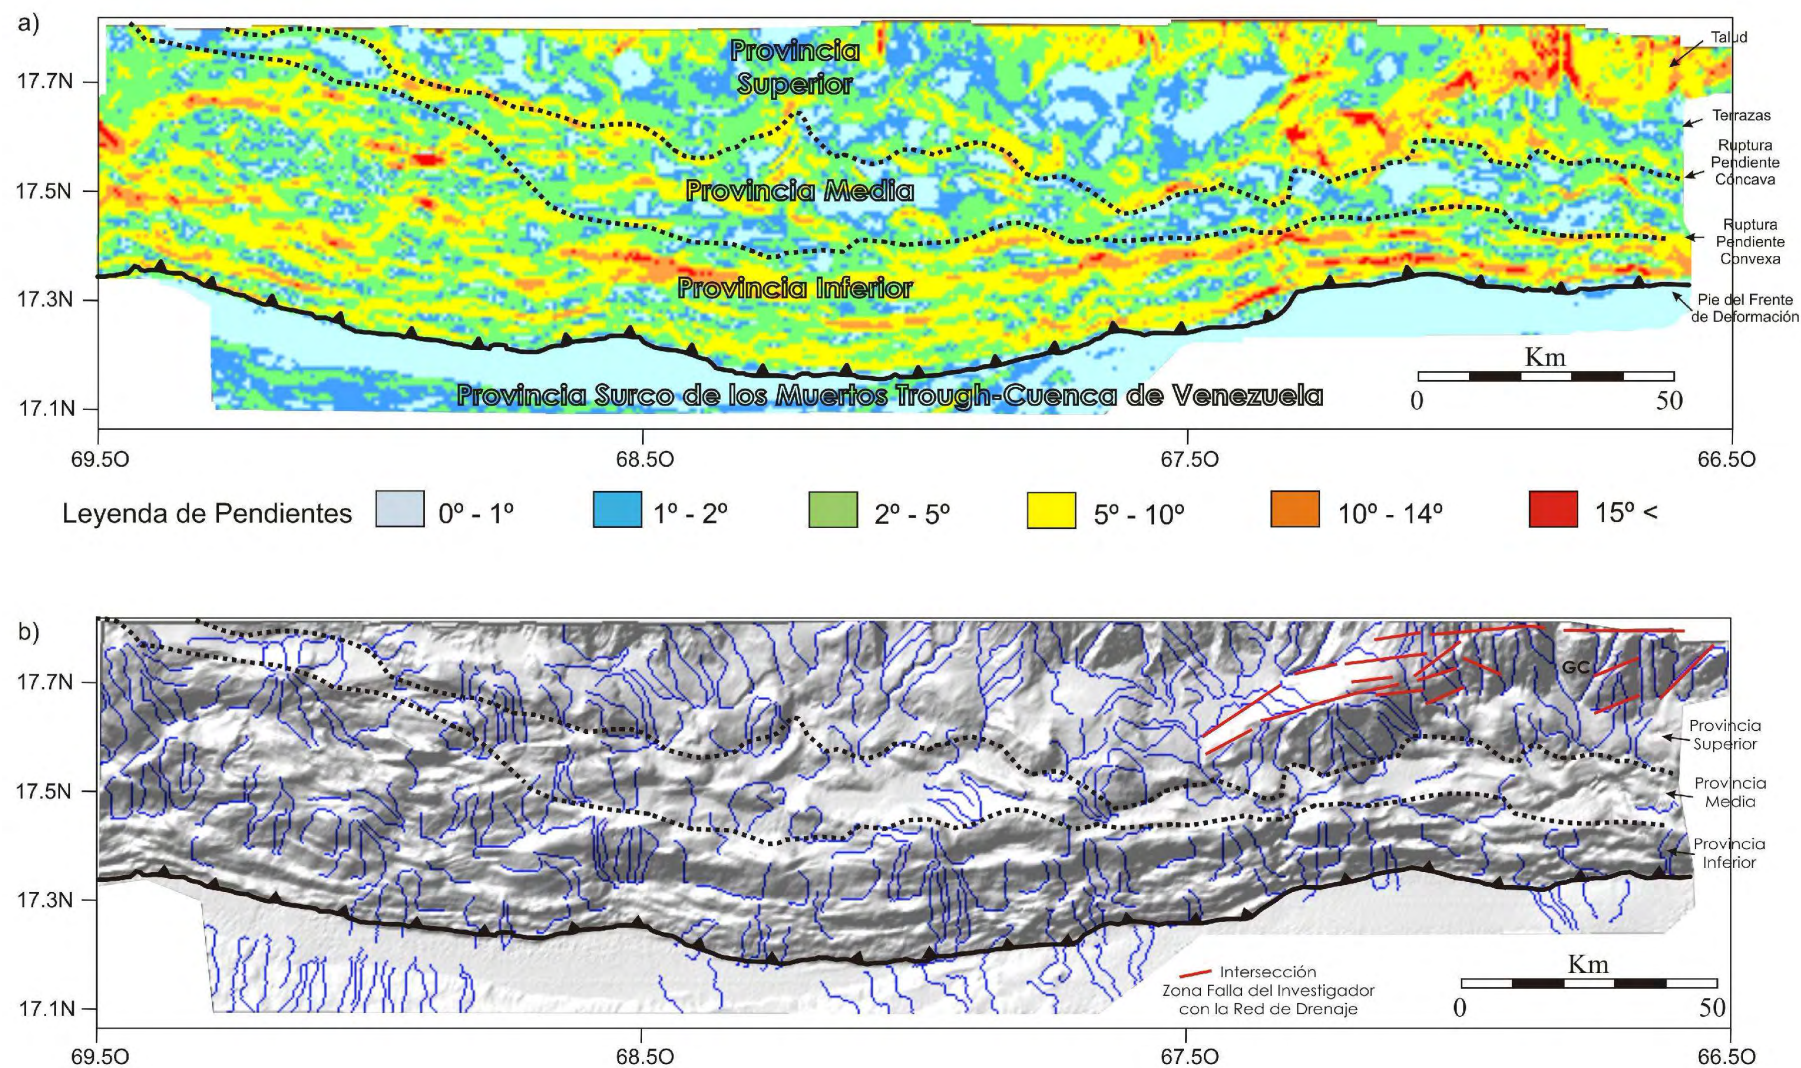 a)
Provincia
Superior
Talud
17.7N
Terrazas
Ruptura
Pendiente
Cóncava
17.5N
Provincia Media
Ruptura
Pendiente
Convexa
Provincia Inferior
17.3N
Pie del Frente
de Deformación
Km
Provincia Surco de los Muertos Trough-Cuenca de Venezuela
0 50
17.1N
69.5O 68.5O 67.5O 66.5O
Leyenda de Pendientes 0º - 1º 1º - 2º 2º - 5º 5º - 10º 10º - 14º 15º <
b)
GC
17.7N
Provincia
Superior
17.5N
Provincia
Media
Provincia
Inferior
17.3N
Intersección
Zona Falla del Investigador
con la Red de Drenaje
Km
0 50
17.1N
69.5O 68.5O 67.5O 66.5O